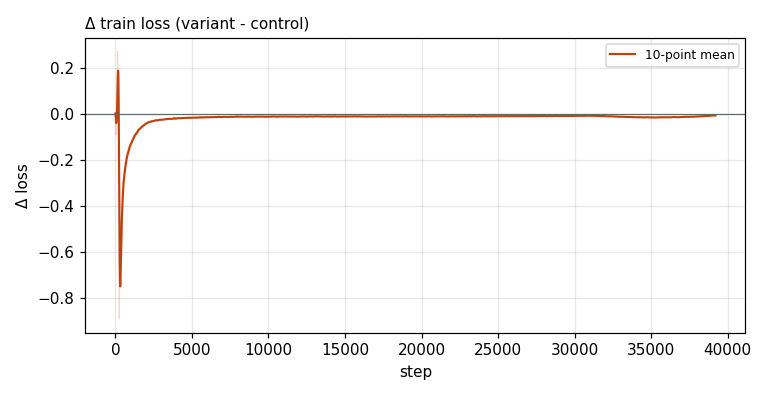 Δ train loss (variant - control)
10-point mean
0.2
0.0
−0.2
−0.4
−0.6
−0.8
Δ loss
0 5000 10000 15000 20000 25000 30000 35000 40000
step